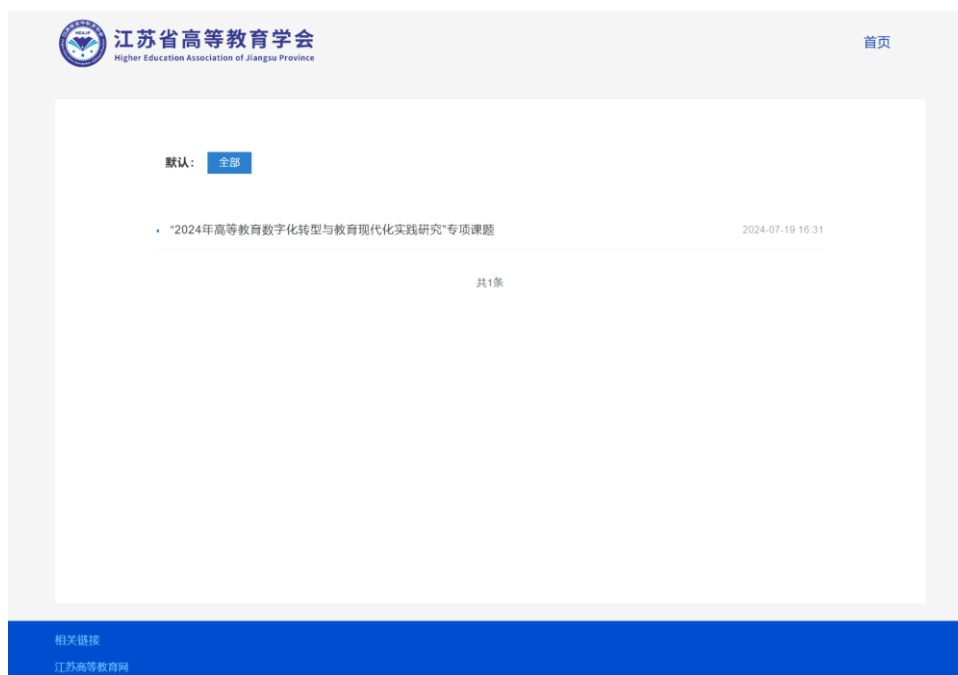 江苏省高等教育学会
Higher Education Association of Jiangsu Province
首页
默认： 全部
“2024年高等教育数字化转型与教育现代化实践研究”专项课题 2024-07-19 16:31
共1条
相关链接
江苏高等教育网